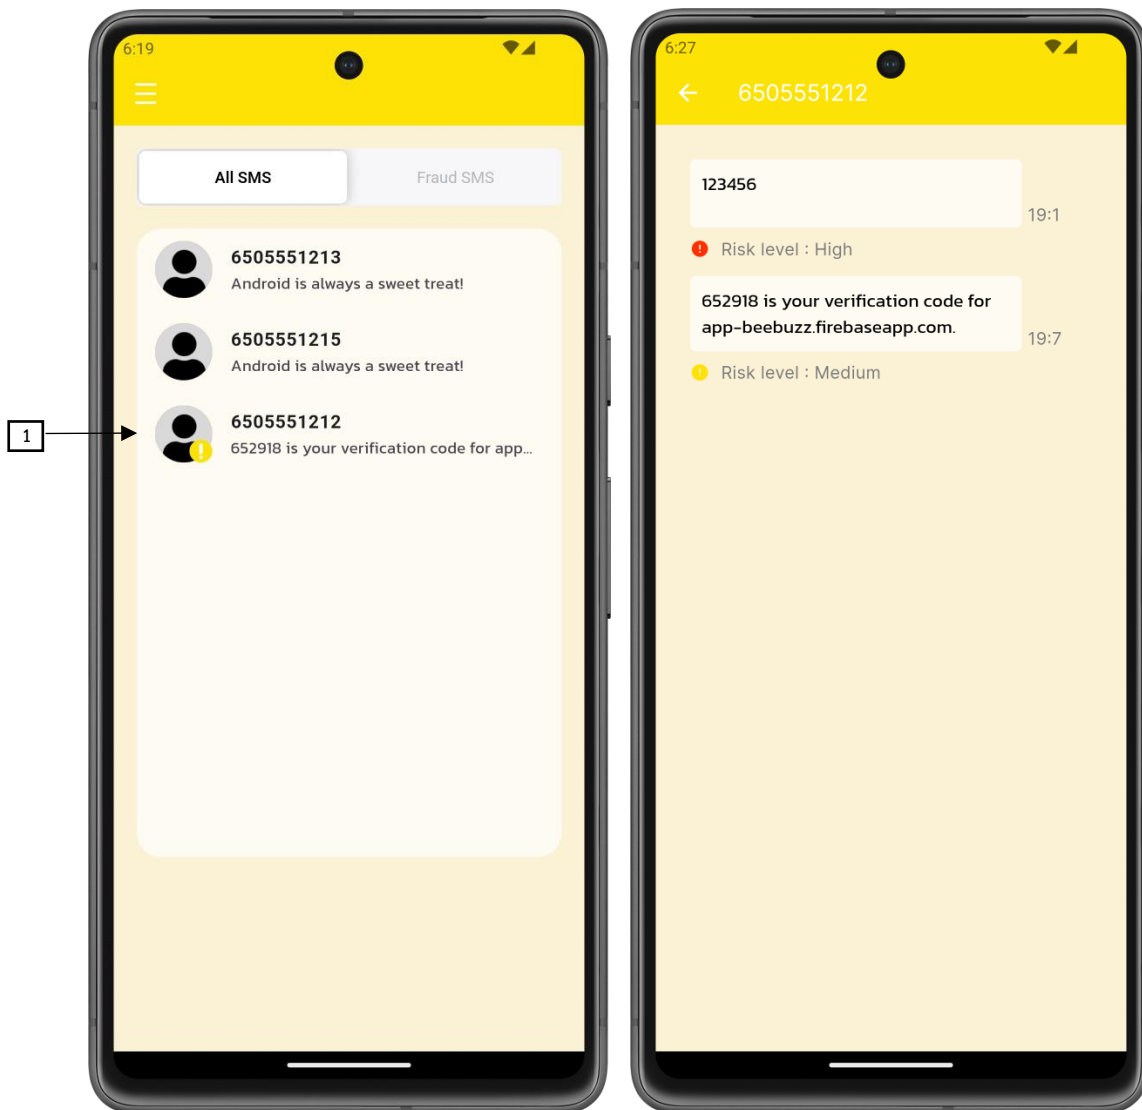 6:19
All SMS
Fraud SMS
6505551213
Android is always a sweet treat!
6505551215
Android is always a sweet treat!
1
6505551212
652918 is your verification code for app...
6:27
6505551212
123456
19:1
Risk level : High
652918 is your verification code for
app-beebuzz.firebaseapp.com.
19:7
Risk level : Medium